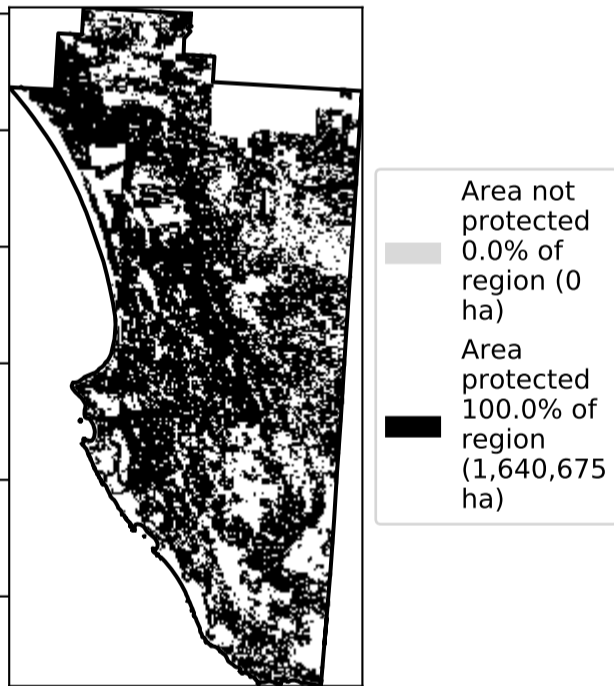 Area not
protected
0.0% of
region (0
ha)
Area
protected
100.0% of
region
(1,640,675
ha)